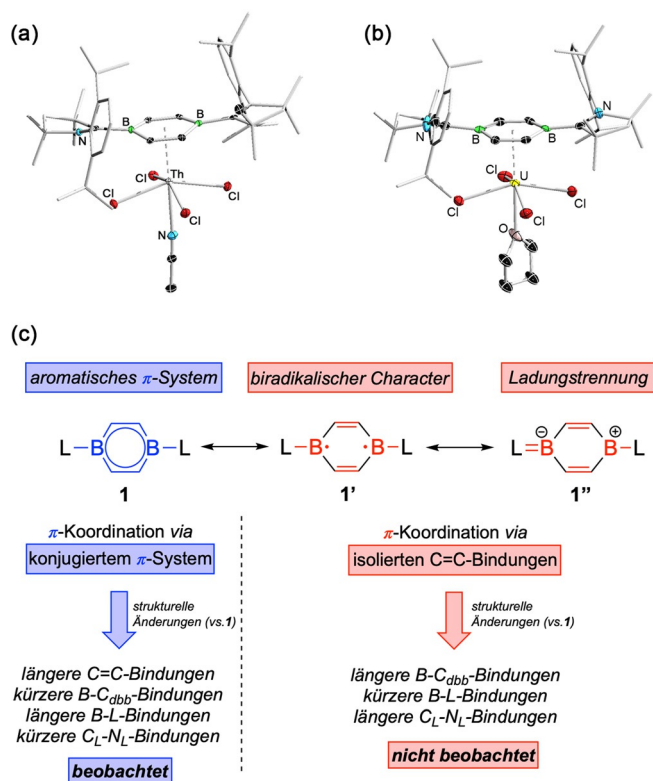 (a)
(b)
B
B
N
Th
Cl
Cl
Cl
Cl
N
N
B
B
N
U
Cl
Cl
Cl
Cl
O
(c)
aromatisches π-System
biradikalischer Character
Ladungstrennung
L–B B–L
L–B· ·B–L
L=B⊖ B⊕–L
1
1'
1"
π-Koordination via
konjugiertem π-System
strukturelle
Änderungen (vs.1)
längere C=C-Bindungen
kürzere B-Cdbb-Bindungen
längere B-L-Bindungen
kürzere CL-NL-Bindungen
beobachtet
π-Koordination via
isolierten C=C-Bindungen
strukturelle
Änderungen (vs.1)
längere B-Cdbb-Bindungen
kürzere B-L-Bindungen
längere CL-NL-Bindungen
nicht beobachtet